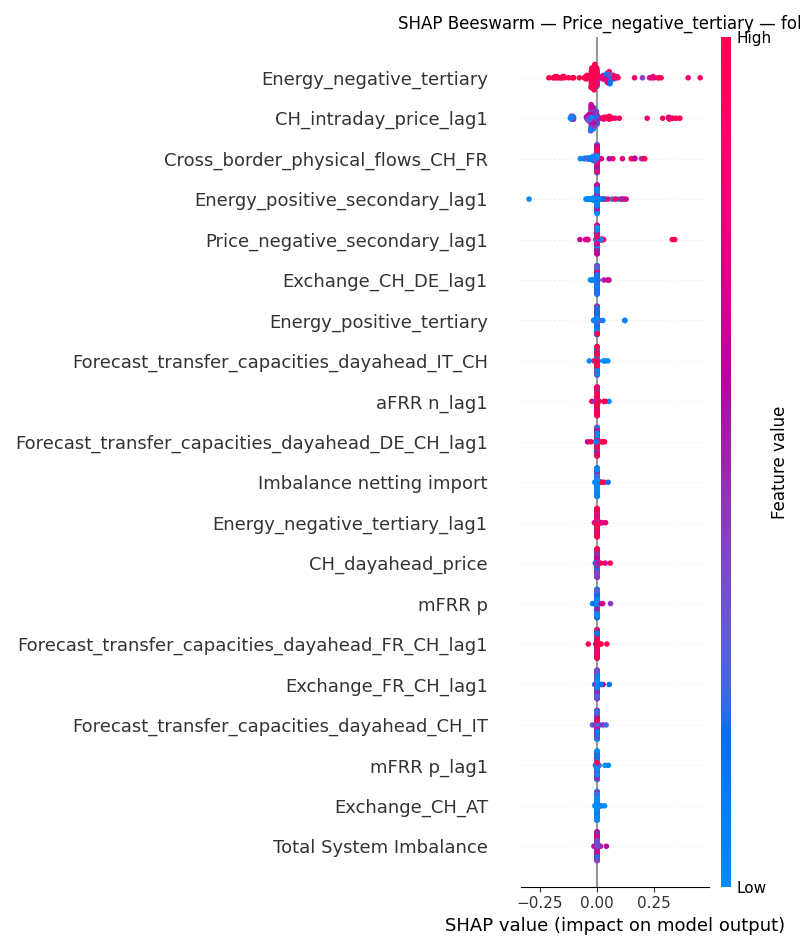 SHAP Beeswarm — Price_negative_tertiary — fol
High
Energy_negative_tertiary
CH_intraday_price_lag1
Cross_border_physical_flows_CH_FR
Energy_positive_secondary_lag1
Price_negative_secondary_lag1
Exchange_CH_DE_lag1
Energy_positive_tertiary
Forecast_transfer_capacities_dayahead_IT_CH
aFRR n_lag1
Forecast_transfer_capacities_dayahead_DE_CH_lag1
Imbalance netting import
Energy_negative_tertiary_lag1
CH_dayahead_price
mFRR p
Forecast_transfer_capacities_dayahead_FR_CH_lag1
Exchange_FR_CH_lag1
Forecast_transfer_capacities_dayahead_CH_IT
mFRR p_lag1
Exchange_CH_AT
Total System Imbalance
Feature value
Low
−0.25 0.00 0.25
SHAP value (impact on model output)